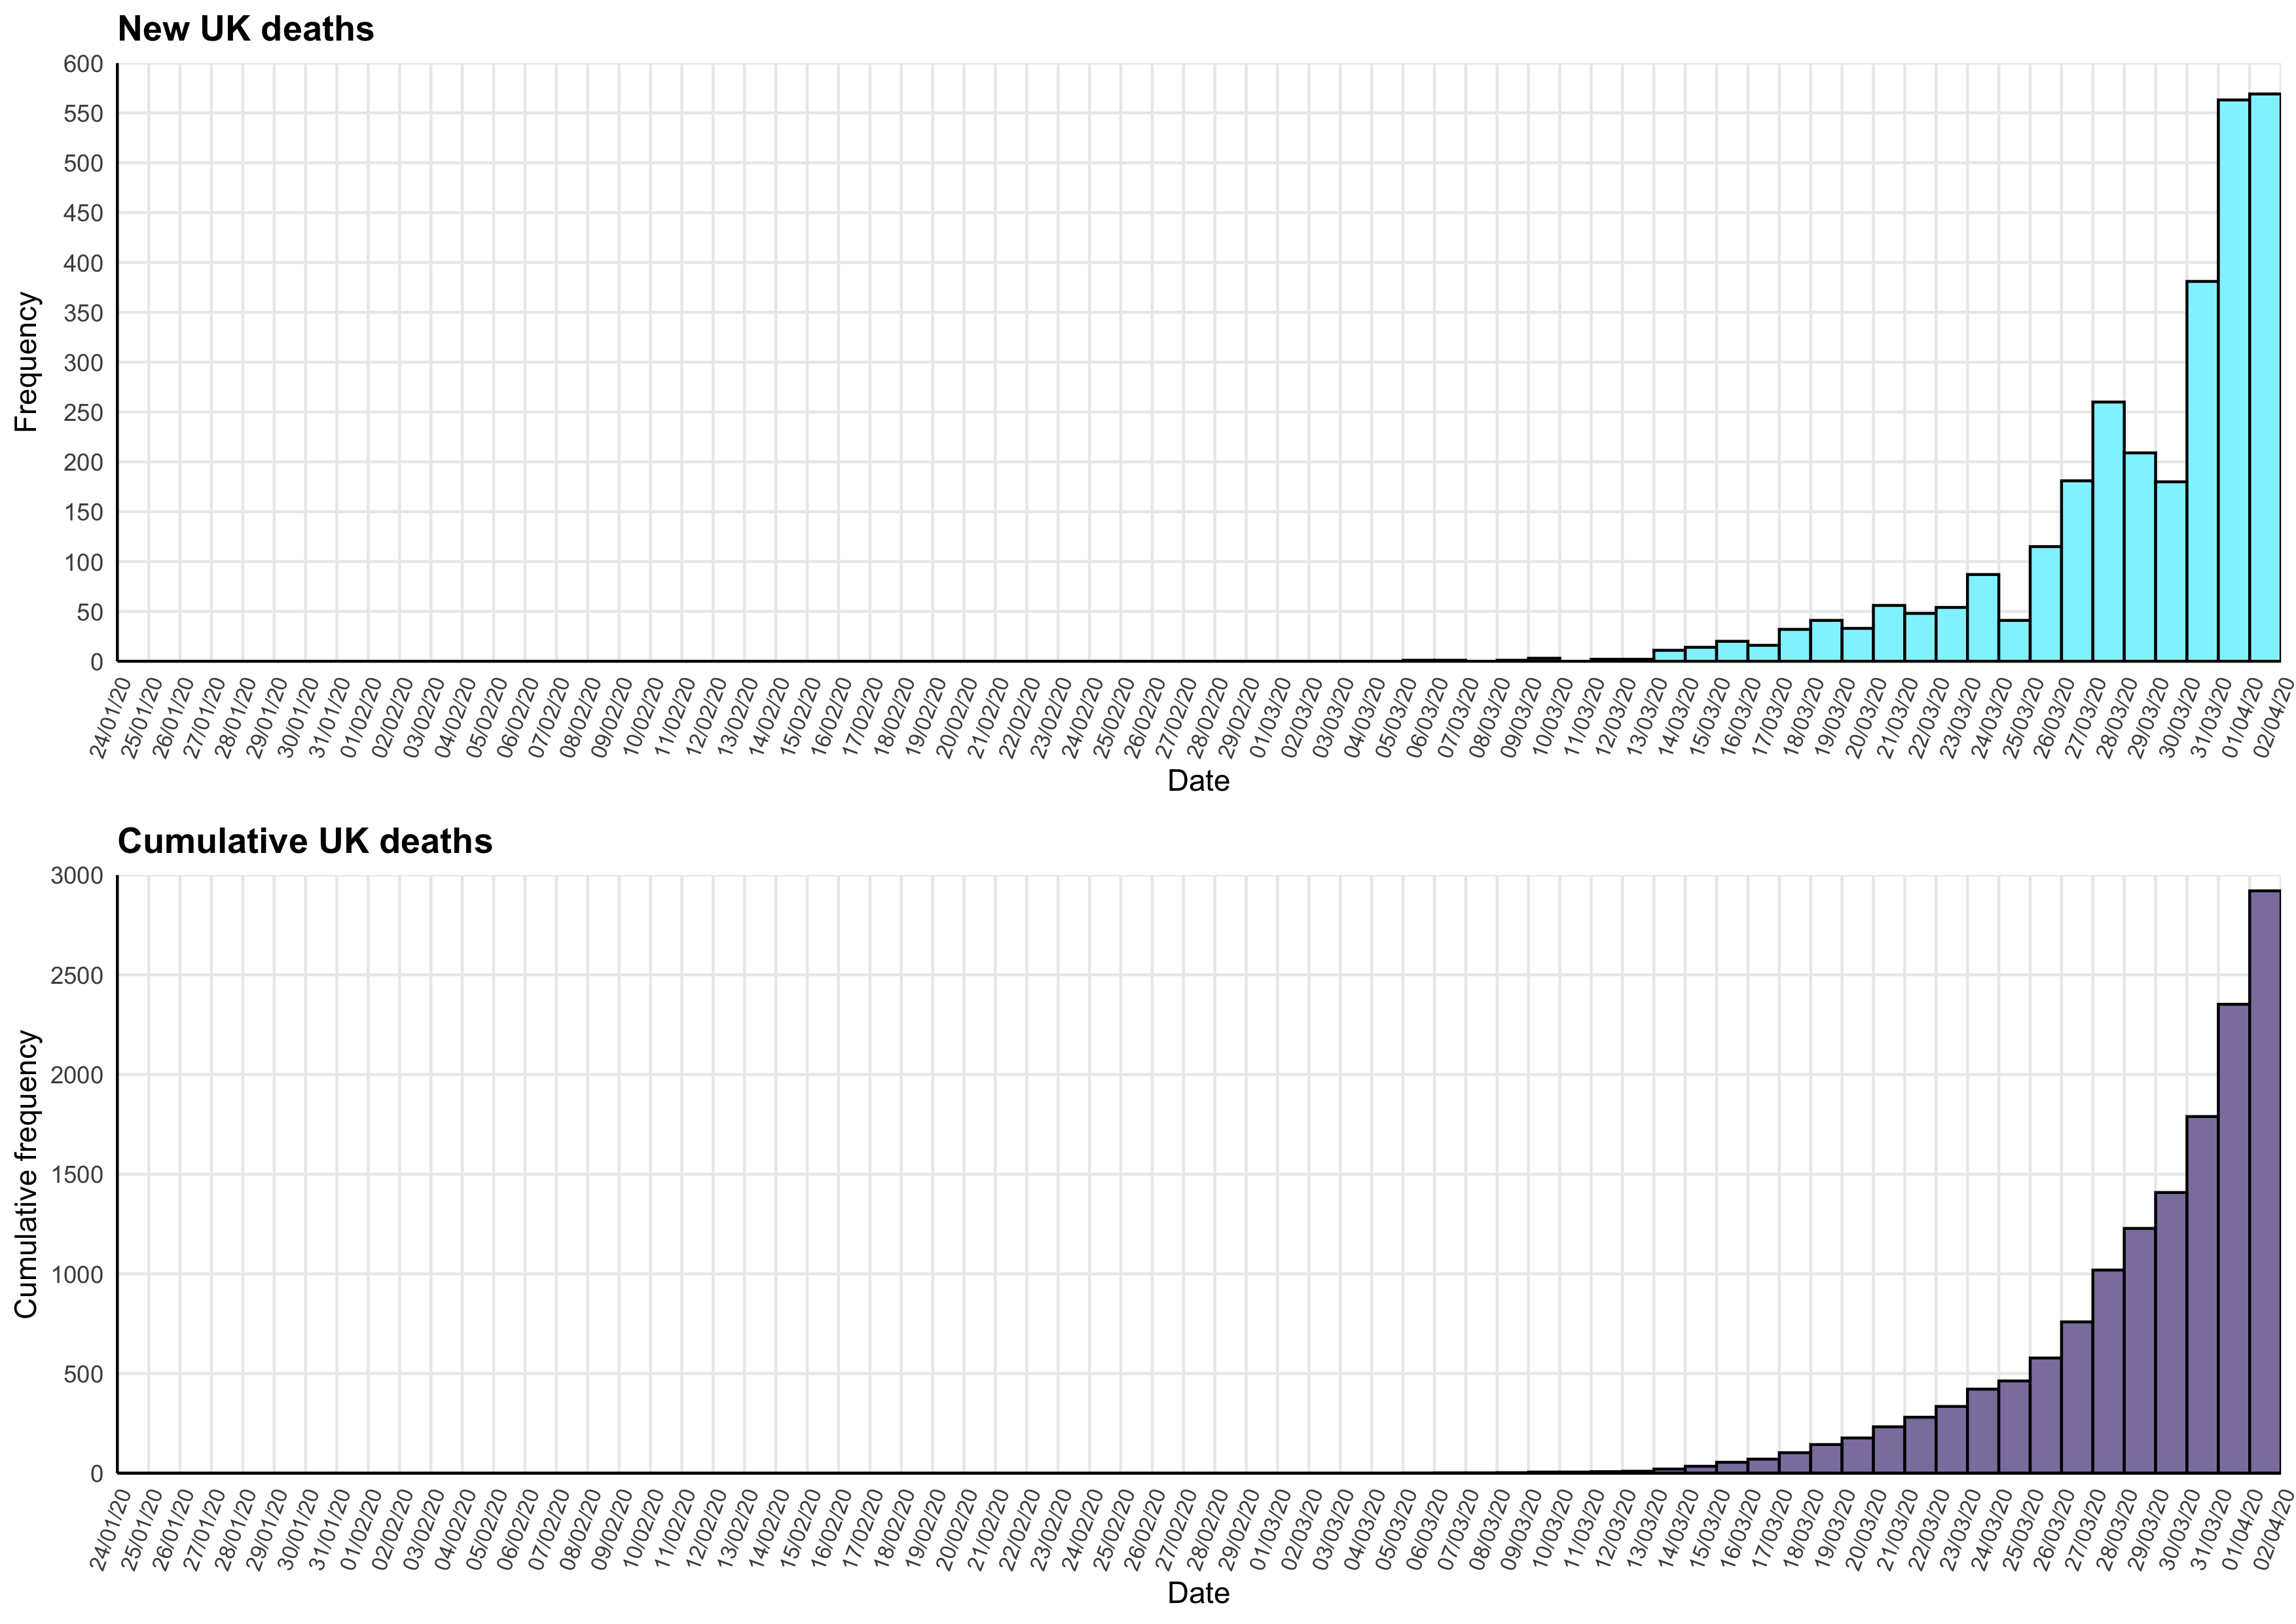 New UK deaths
600
550
500
450
400
350
300
250
200
150
100
50
0
Frequency
24/01/20 25/01/20 26/01/20 27/01/20 28/01/20 29/01/20 30/01/20 31/01/20 01/02/20 02/02/20 03/02/20 04/02/20 05/02/20 06/02/20 07/02/20 08/02/20 09/02/20 10/02/20 11/02/20 12/02/20 13/02/20 14/02/20 15/02/20 16/02/20 17/02/20 18/02/20 19/02/20 20/02/20 21/02/20 22/02/20 23/02/20 24/02/20 25/02/20 26/02/20 27/02/20 28/02/20 29/02/20 01/03/20 02/03/20 03/03/20 04/03/20 05/03/20 06/03/20 07/03/20 08/03/20 09/03/20 10/03/20 11/03/20 12/03/20 13/03/20 14/03/20 15/03/20 16/03/20 17/03/20 18/03/20 19/03/20 20/03/20 21/03/20 22/03/20 23/03/20 24/03/20 25/03/20 26/03/20 27/03/20 28/03/20 29/03/20 30/03/20 31/03/20 01/04/20 02/04/20
Date
Cumulative UK deaths
3000
2500
2000
1500
1000
500
0
Cumulative frequency
24/01/20 25/01/20 26/01/20 27/01/20 28/01/20 29/01/20 30/01/20 31/01/20 01/02/20 02/02/20 03/02/20 04/02/20 05/02/20 06/02/20 07/02/20 08/02/20 09/02/20 10/02/20 11/02/20 12/02/20 13/02/20 14/02/20 15/02/20 16/02/20 17/02/20 18/02/20 19/02/20 20/02/20 21/02/20 22/02/20 23/02/20 24/02/20 25/02/20 26/02/20 27/02/20 28/02/20 29/02/20 01/03/20 02/03/20 03/03/20 04/03/20 05/03/20 06/03/20 07/03/20 08/03/20 09/03/20 10/03/20 11/03/20 12/03/20 13/03/20 14/03/20 15/03/20 16/03/20 17/03/20 18/03/20 19/03/20 20/03/20 21/03/20 22/03/20 23/03/20 24/03/20 25/03/20 26/03/20 27/03/20 28/03/20 29/03/20 30/03/20 31/03/20 01/04/20 02/04/20
Date